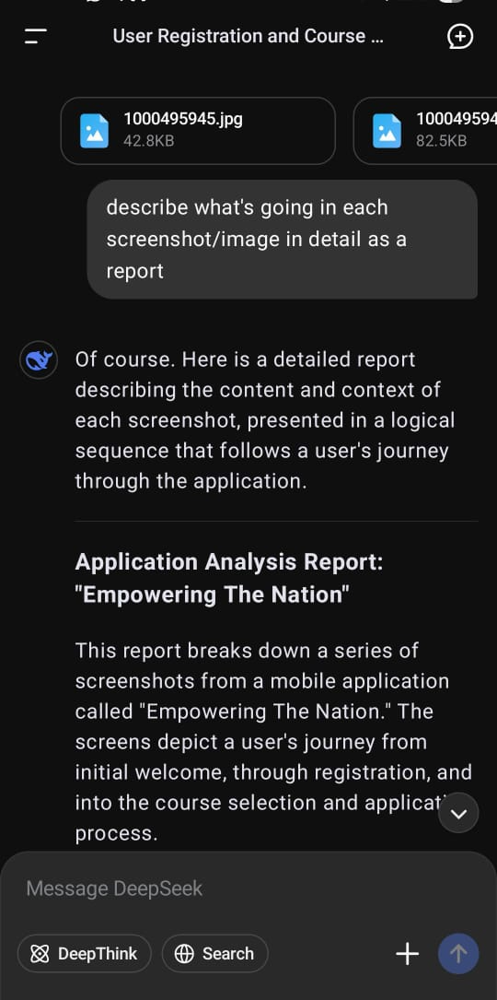 User Registration and Course ...
1000495945.jpg
42.8KB
100049594
82.5KB
describe what's going in each
screenshot/image in detail as a
report
Of course. Here is a detailed report
describing the content and context of
each screenshot, presented in a logical
sequence that follows a user's journey
through the application.
Application Analysis Report:
"Empowering The Nation"
This report breaks down a series of
screenshots from a mobile application
called "Empowering The Nation." The
screens depict a user's journey from
initial welcome, through registration, and
into the course selection and applicati
process.
Message DeepSeek
DeepThink
Search